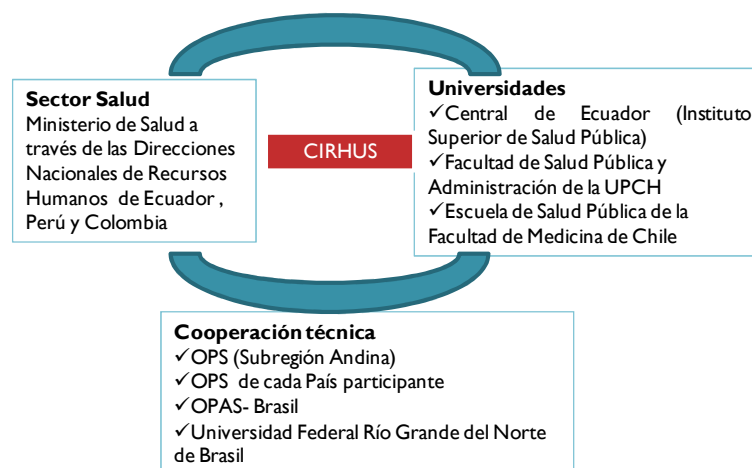 Sector Salud
Ministerio de Salud a
través de las Direcciones
Nacionales de Recursos
Humanos de Ecuador ,
Perú y Colombia
CIRHUS
Universidades
✓Central de Ecuador (Instituto
Superior de Salud Pública)
✓Facultad de Salud Pública y
Administración de la UPCH
✓Escuela de Salud Pública de la
Facultad de Medicina de Chile
Cooperación técnica
✓OPS (Subregión Andina)
✓OPS de cada País participante
✓OPAS- Brasil
✓Universidad Federal Río Grande del Norte
de Brasil